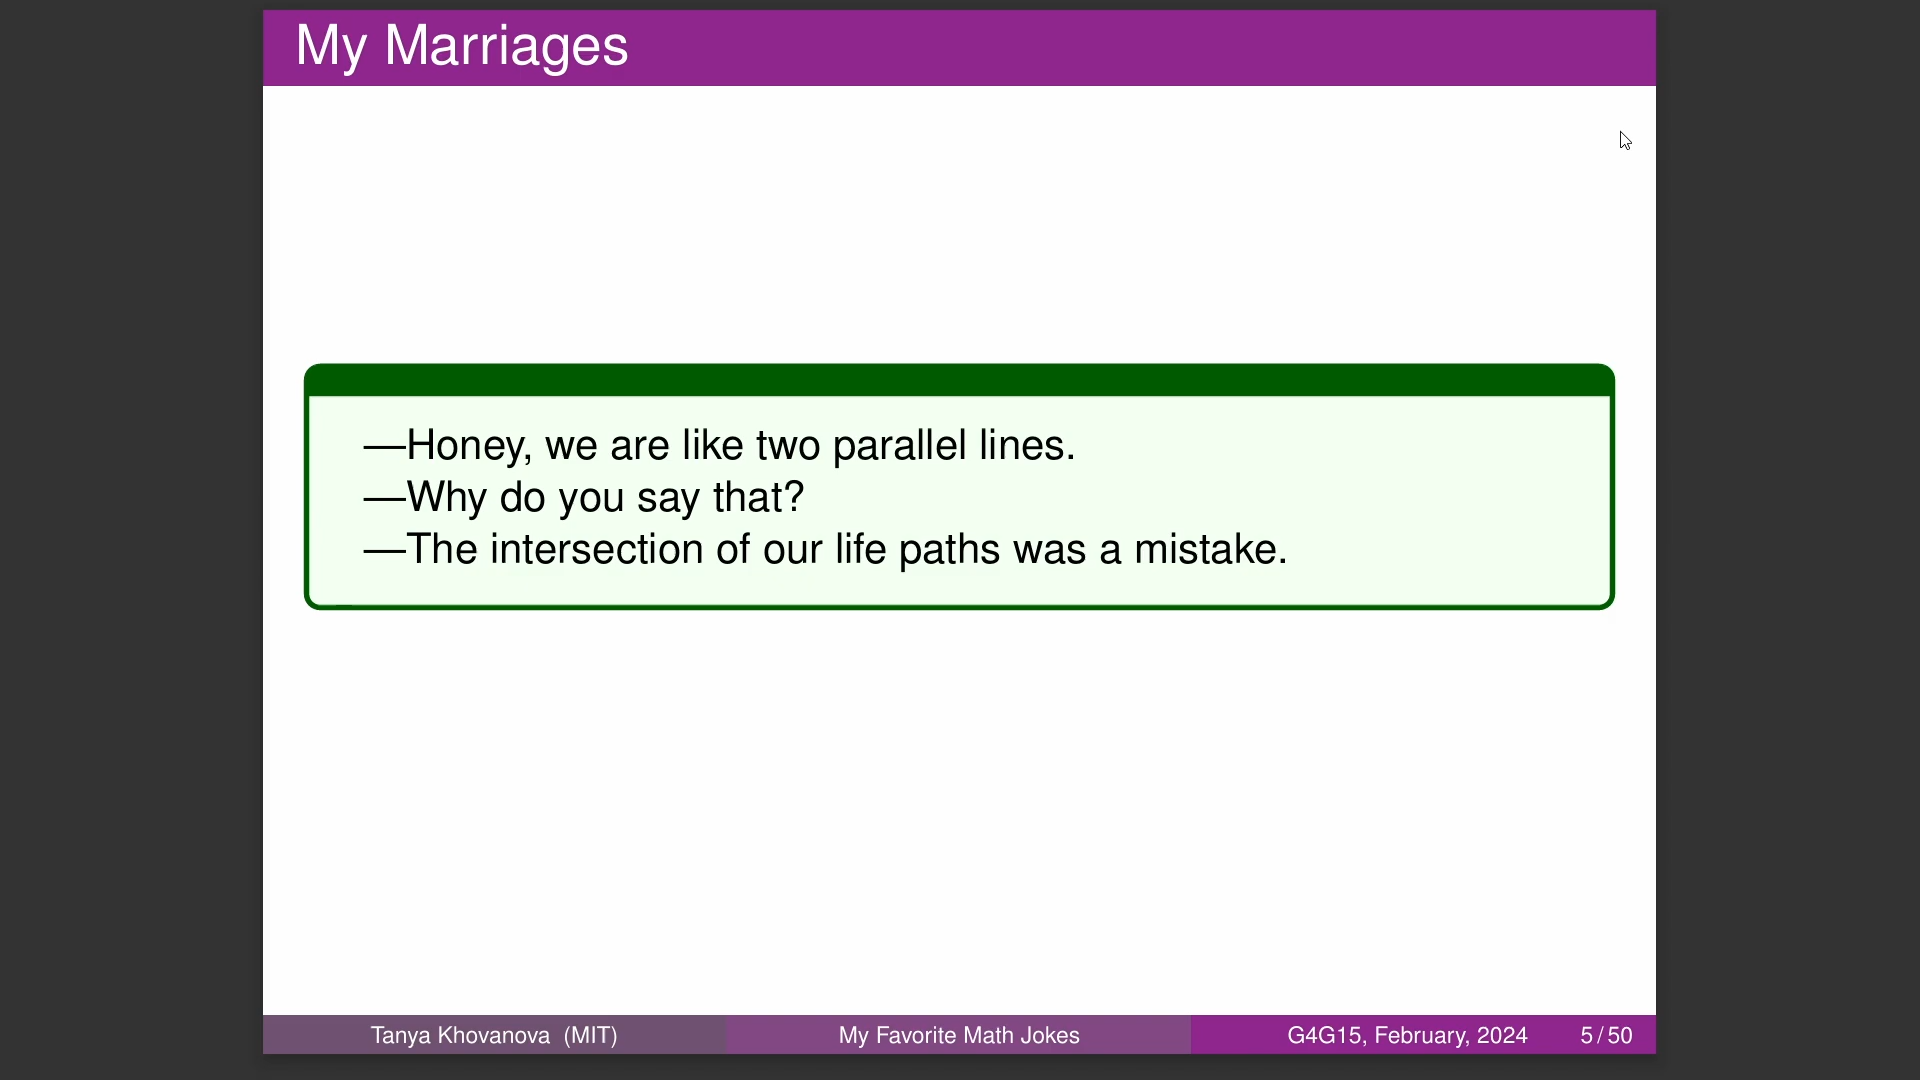 My Marriages
—Honey, we are like two parallel lines.
—Why do you say that?
—The intersection of our life paths was a mistake.
Tanya Khovanova (MIT) My Favorite Math Jokes G4G15, February, 2024 5 / 50